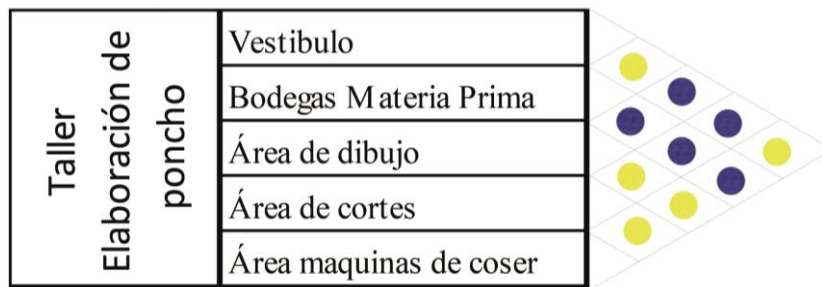 Taller
Elaboración de
poncho
Vestibulo
Bodegas Materia Prima
Área de dibujo
Área de cortes
Área maquinas de coser